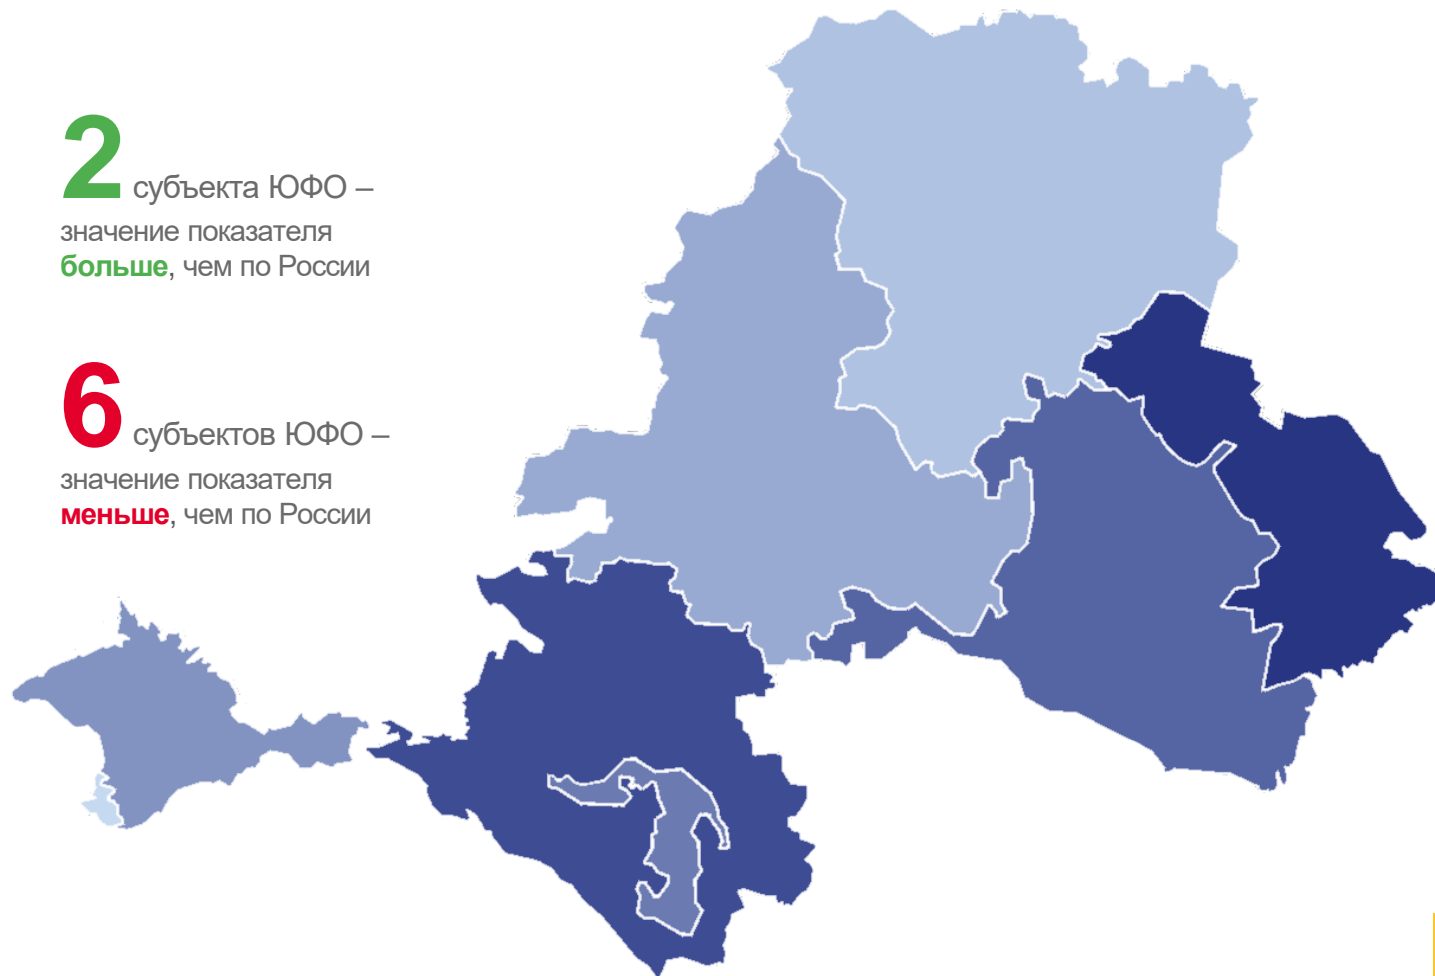 2 субъекта ЮФО –
значение показателя
больше, чем по России
6 субъектов ЮФО –
значение показателя
меньше, чем по России